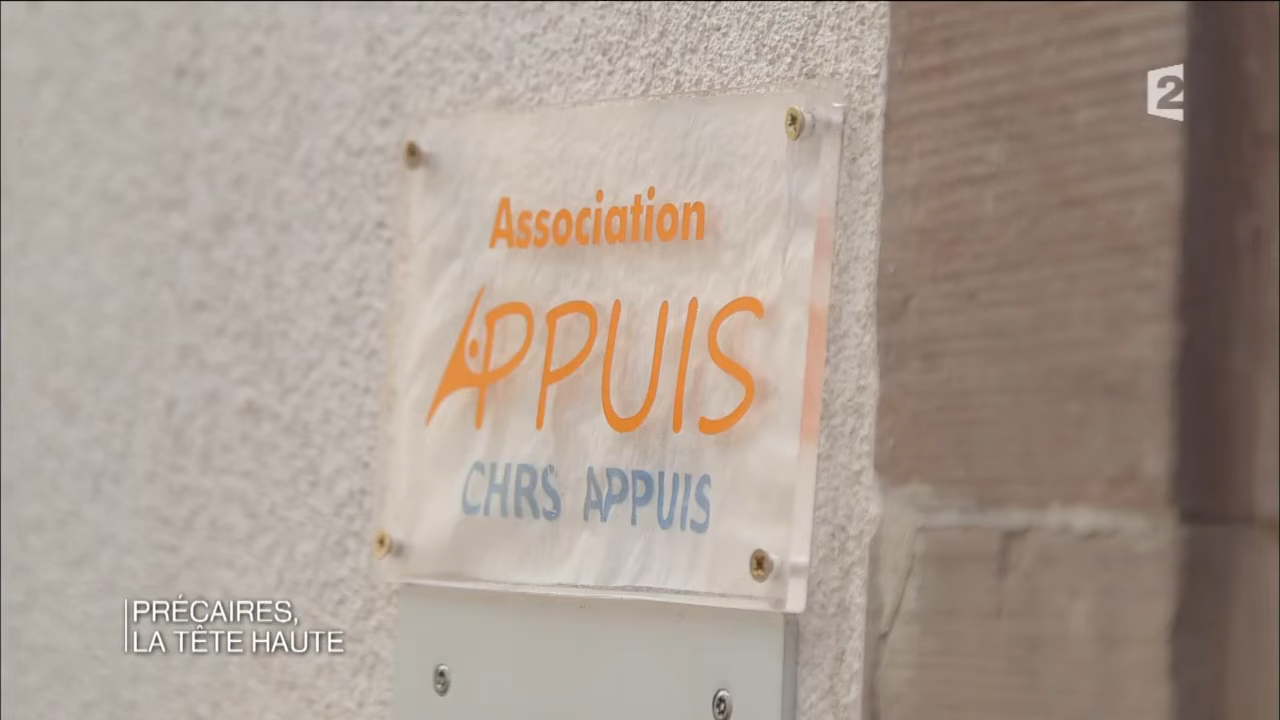 2
Association
APPUIS
CHRS APPUIS
PRÉCAIRES,
LA TÊTE HAUTE